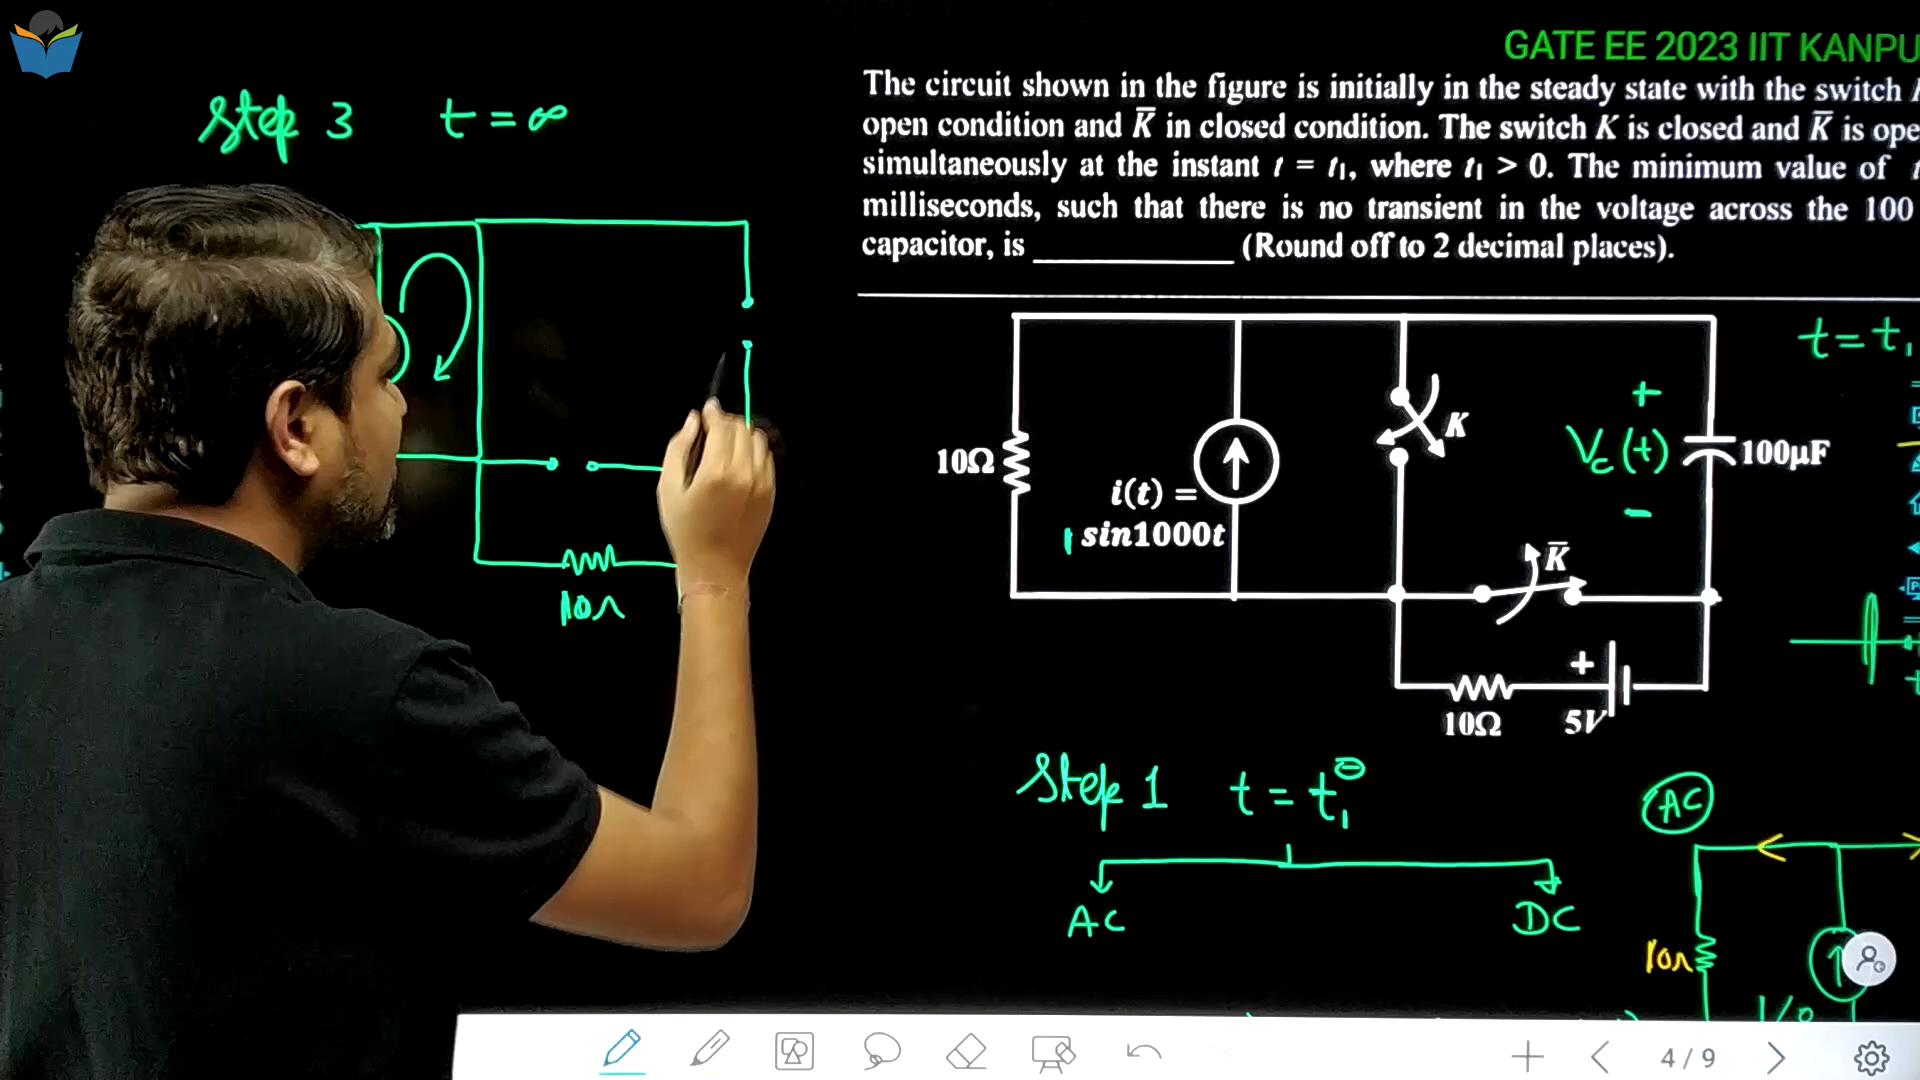 GATE EE 2023 IIT KANPU
The circuit shown in the figure is initially in the steady state with the switch
open condition and K̅ in closed condition. The switch K is closed and K̅ is ope
simultaneously at the instant t = t₁, where t₁ > 0. The minimum value of
milliseconds, such that there is no transient in the voltage across the 100
capacitor, is __________ (Round off to 2 decimal places).
Step 3 t = ∞
10Ω
10Ω
i(t) =
1 sin1000t
K
+
Vc(t)
-
100μF
t = t₁
K̅
+
10Ω
5V
Step 1 t = t₁⊖
AC
DC
AC
10Ω
4 / 9